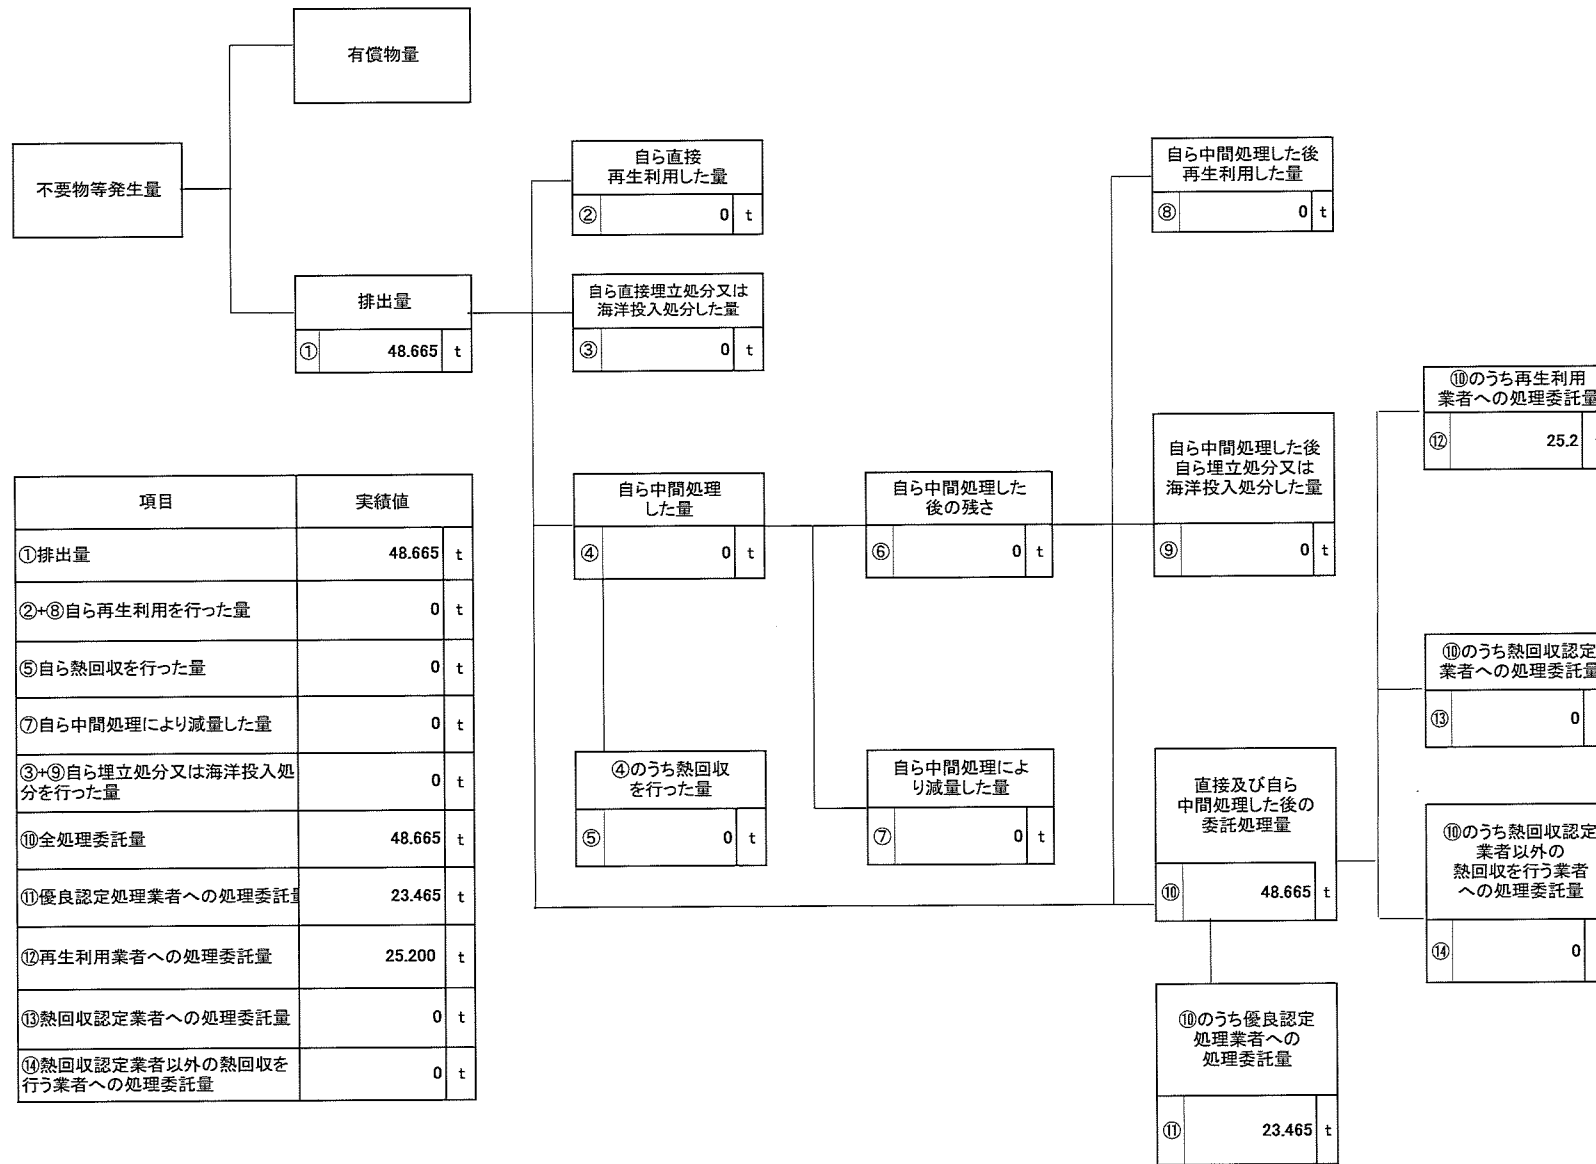 有償物量
不要物等発生量
排出量
① 48.665 t
自ら直接
再生利用した量
② 0 t
自ら直接埋立処分又は
海洋投入処分した量
③ 0 t
自ら中間処理
した量
④ 0 t
④のうち熱回収
を行った量
⑤ 0 t
自ら中間処理した
後の残さ
⑥ 0 t
自ら中間処理によ
り減量した量
⑦ 0 t
自ら中間処理した後
再生利用した量
⑧ 0 t
自ら中間処理した後
自ら埋立処分又は
海洋投入処分した量
⑨ 0 t
直接及び自ら
中間処理した後の
委託処理量
⑩ 48.665 t
⑩のうち優良認定
処理業者への
処理委託量
⑪ 23.465 t
⑩のうち再生利用
業者への処理委託量
⑫ 25.2
⑩のうち熱回収認定
業者への処理委託量
⑬ 0
⑩のうち熱回収認定
業者以外の
熱回収を行う業者
への処理委託量
⑭ 0
項目 実績値
①排出量 48.665 t
②+⑧自ら再生利用を行った量 0 t
⑤自ら熱回収を行った量 0 t
⑦自ら中間処理により減量した量 0 t
③+⑨自ら埋立処分又は海洋投入処
分を行った量 0 t
⑩全処理委託量 48.665 t
⑪優良認定処理業者への処理委託量 23.465 t
⑫再生利用業者への処理委託量 25.200 t
⑬熱回収認定業者への処理委託量 0 t
⑭熱回収認定業者以外の熱回収を
行う業者への処理委託量 0 t